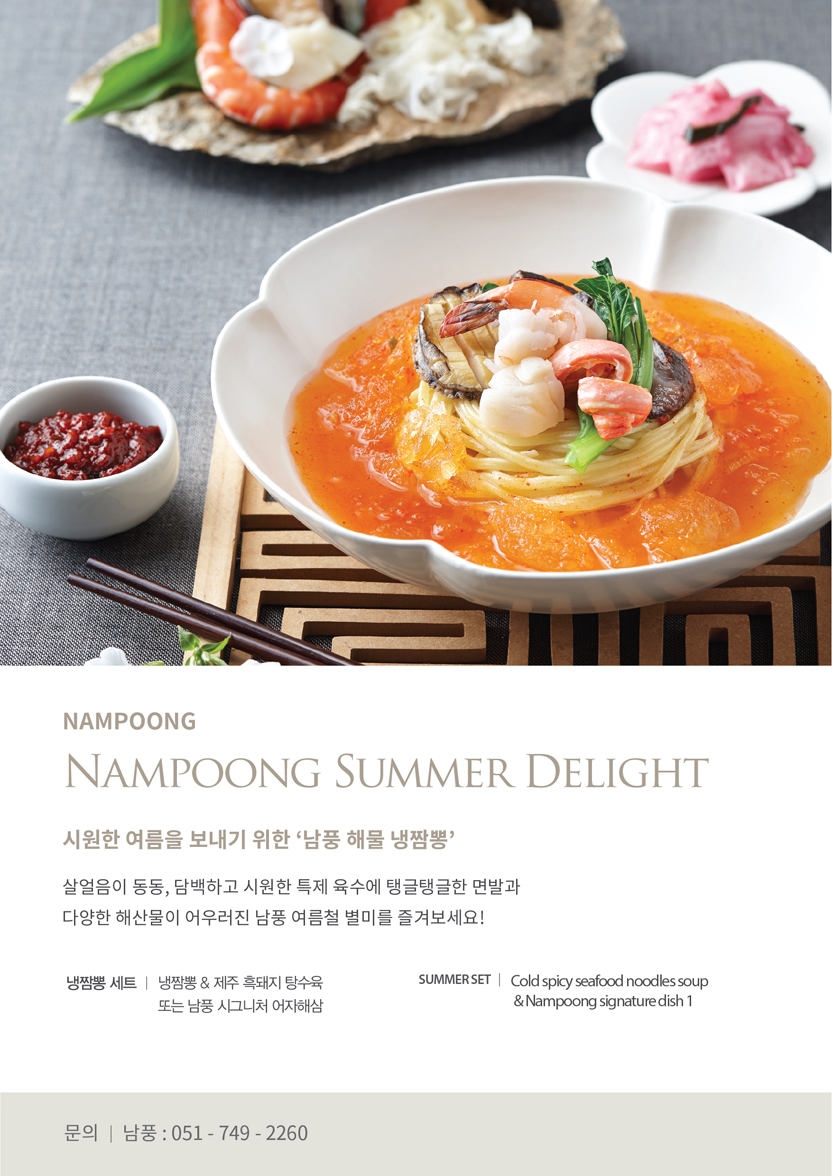 NAMPOONG
NAMPOONG SUMMER DELIGHT
시원한 여름을 보내기 위한 ‘남풍 해물 냉짬뽕’
살얼음이 동동, 담백하고 시원한 특제 육수에 탱글탱글한 면발과
다양한 해산물이 어우러진 남풍 여름철 별미를 즐겨보세요!
냉짬뽕 세트 | 냉짬뽕 & 제주 흑돼지 탕수육
또는 남풍 시그니처 어자해삼
SUMMER SET | Cold spicy seafood noodles soup
& Nampoong signature dish 1
문의 | 남풍 : 051 - 749 - 2260